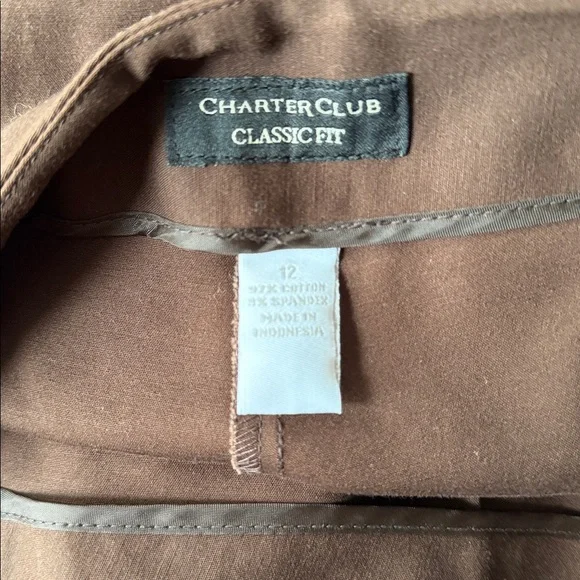 CHARTER CLUB
CLASSIC FIT
12
97% COTTON
3% SPANDEX
MADE IN
INDONESIA